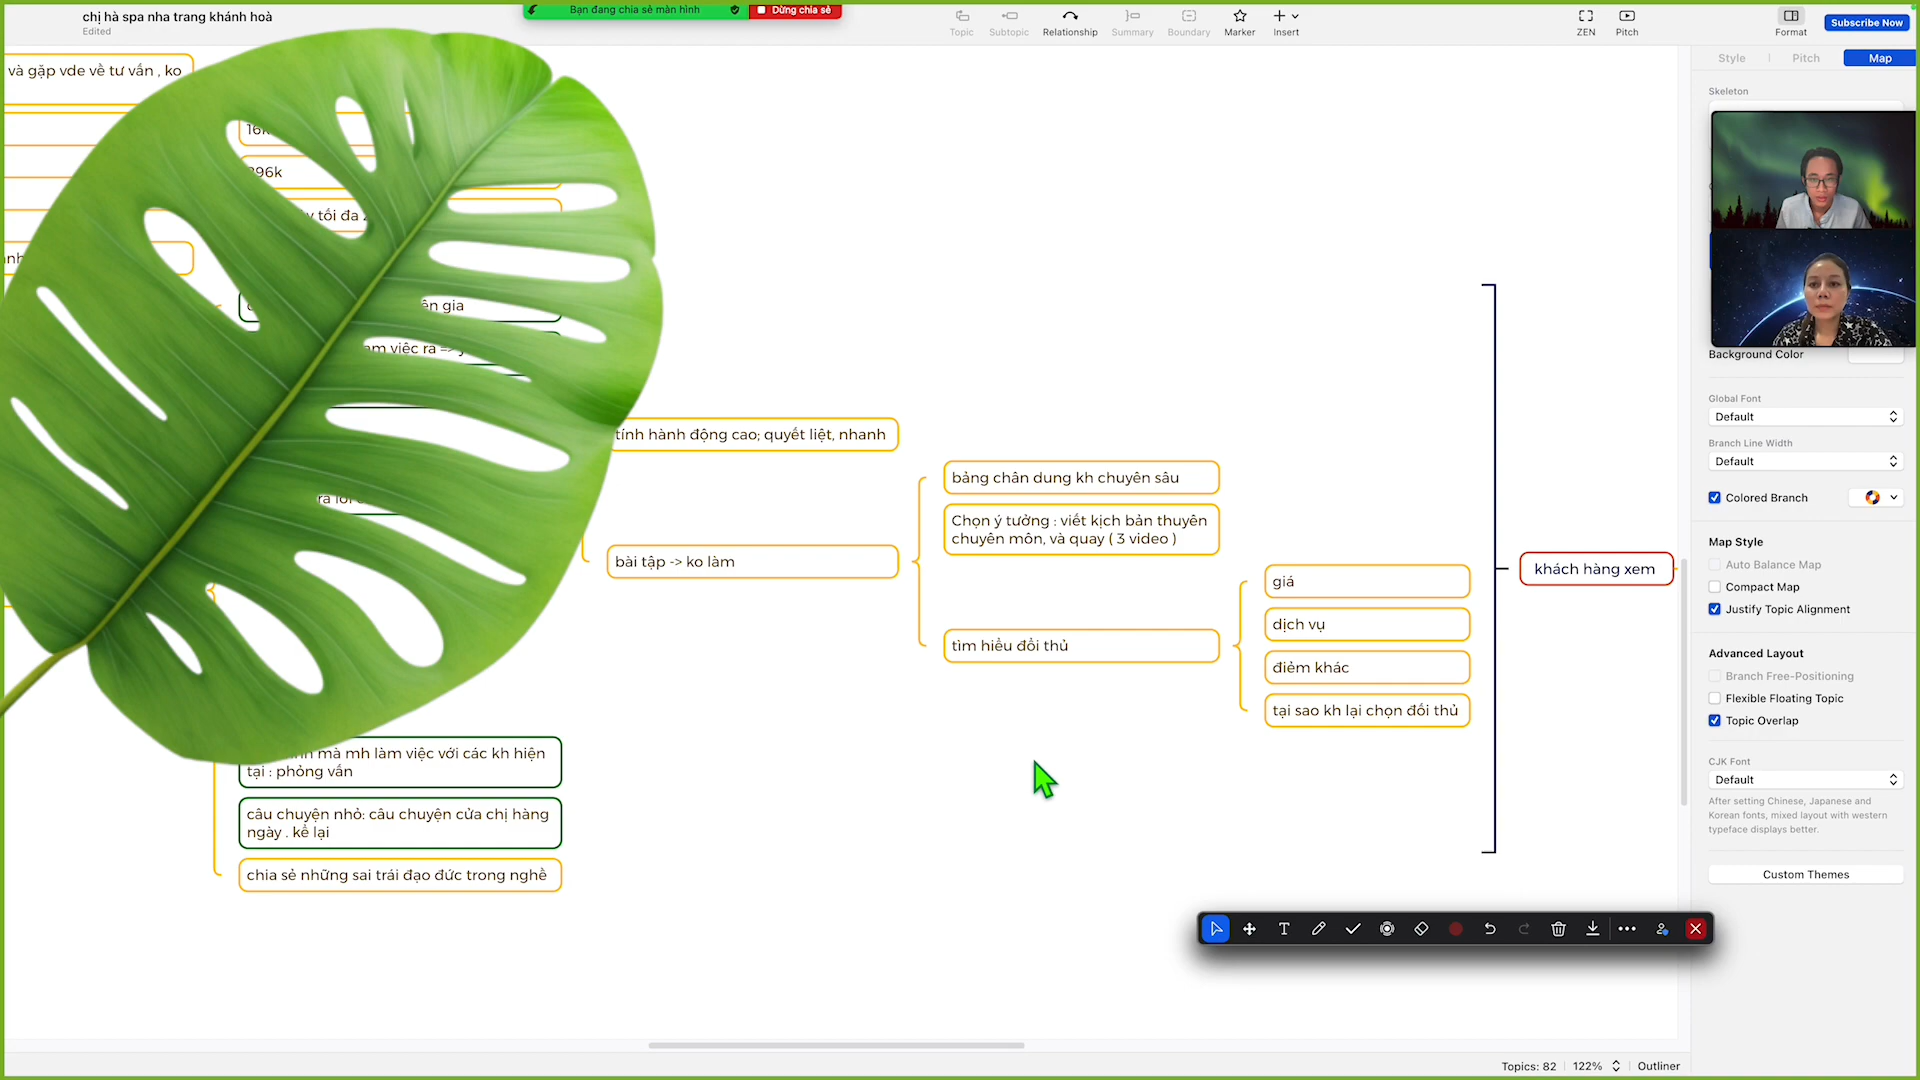 chị hà spa nha trang khánh hoà
Edited
Bạn đang chia sẻ màn hình
Dừng chia sẻ
Topic
Subtopic
Relationship
Summary
Boundary
Marker
Insert
ZEN
Pitch
Format
Subscribe Now
Style
Pitch
Map
Skeleton
và gặp vde về tư vấn , ko
96k
tối đa
ên gia
việc ra
tính hành động cao; quyết liệt, nhanh
bài tập -> ko làm
bảng chân dung kh chuyên sâu
Chọn ý tưởng : viết kịch bản thuyên
chuyên môn, và quay ( 3 video )
tìm hiểu đối thủ
giá
dịch vụ
điẻm khác
tại sao kh lại chọn đối thủ
khách hàng xem
mà mh làm việc với các kh hiện
tại : phỏng vấn
câu chuyện nhỏ: câu chuyện cửa chị hàng
ngày . kể lại
chia sẻ những sai trái đạo đức trong nghề
Background Color
Global Font
Default
Branch Line Width
Default
Colored Branch
Map Style
Auto Balance Map
Compact Map
Justify Topic Alignment
Advanced Layout
Branch Free-Positioning
Flexible Floating Topic
Topic Overlap
CJK Font
Default
After setting Chinese, Japanese and
Korean fonts, mixed layout with western
typeface displays better.
Custom Themes
Topics: 82
122%
Outliner